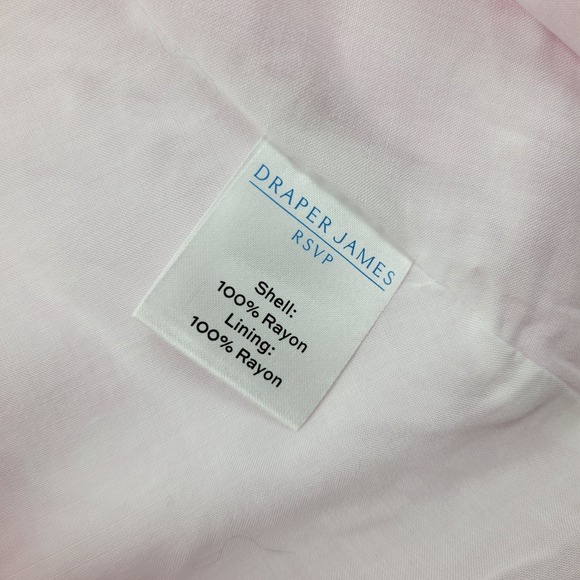 DRAPER JAMES
RSVP
Shell:
100% Rayon
Lining:
100% Rayon